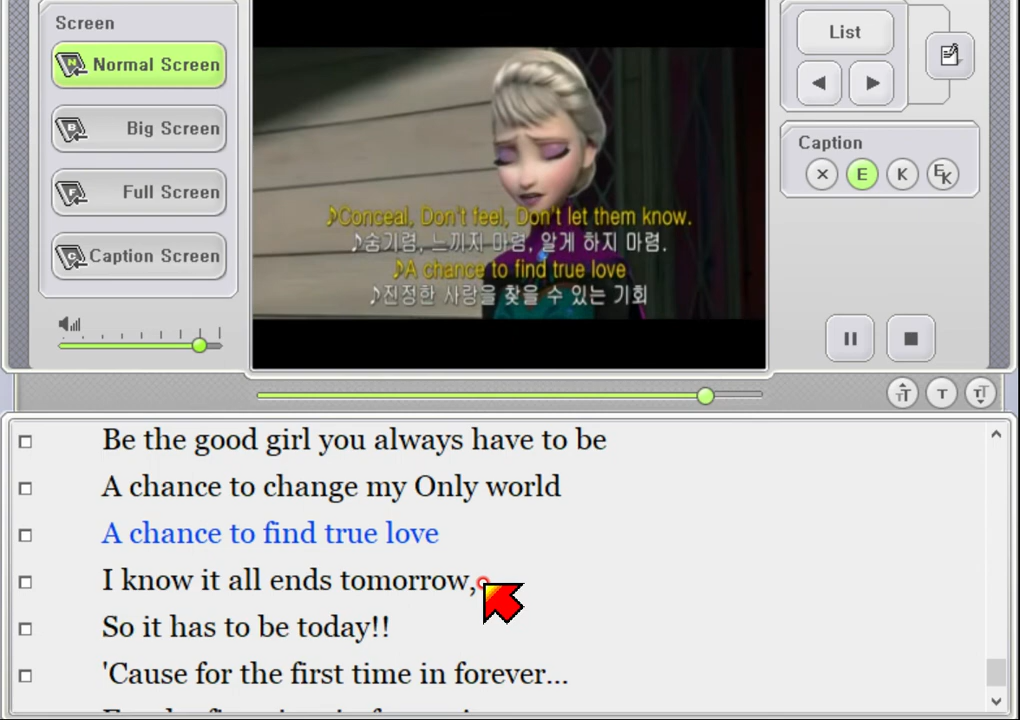 Screen
Normal Screen
Big Screen
Full Screen
Caption Screen
List
Caption
E
K
EK
♪Conceal, Don't feel, Don't let them know.
♪숨기렴, 느끼지 마렴, 알게 하지 마렴.
♪A chance to find true love
♪진정한 사랑을 찾을 수 있는 기회
T
T
T
Be the good girl you always have to be
A chance to change my Only world
A chance to find true love
I know it all ends tomorrow,
So it has to be today!!
'Cause for the first time in forever...